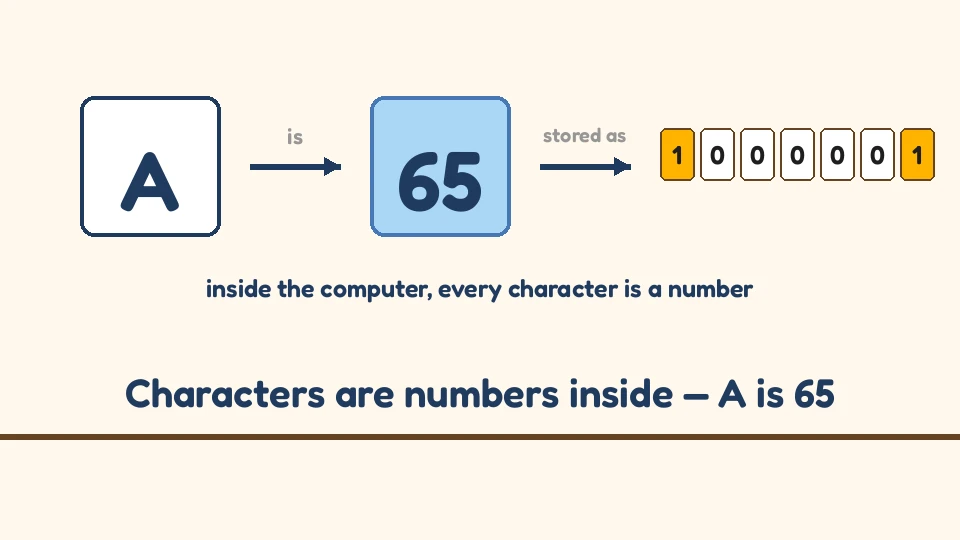 A
is
65
stored as
1 0 0 0 0 0 1
inside the computer, every character is a number
Characters are numbers inside — A is 65